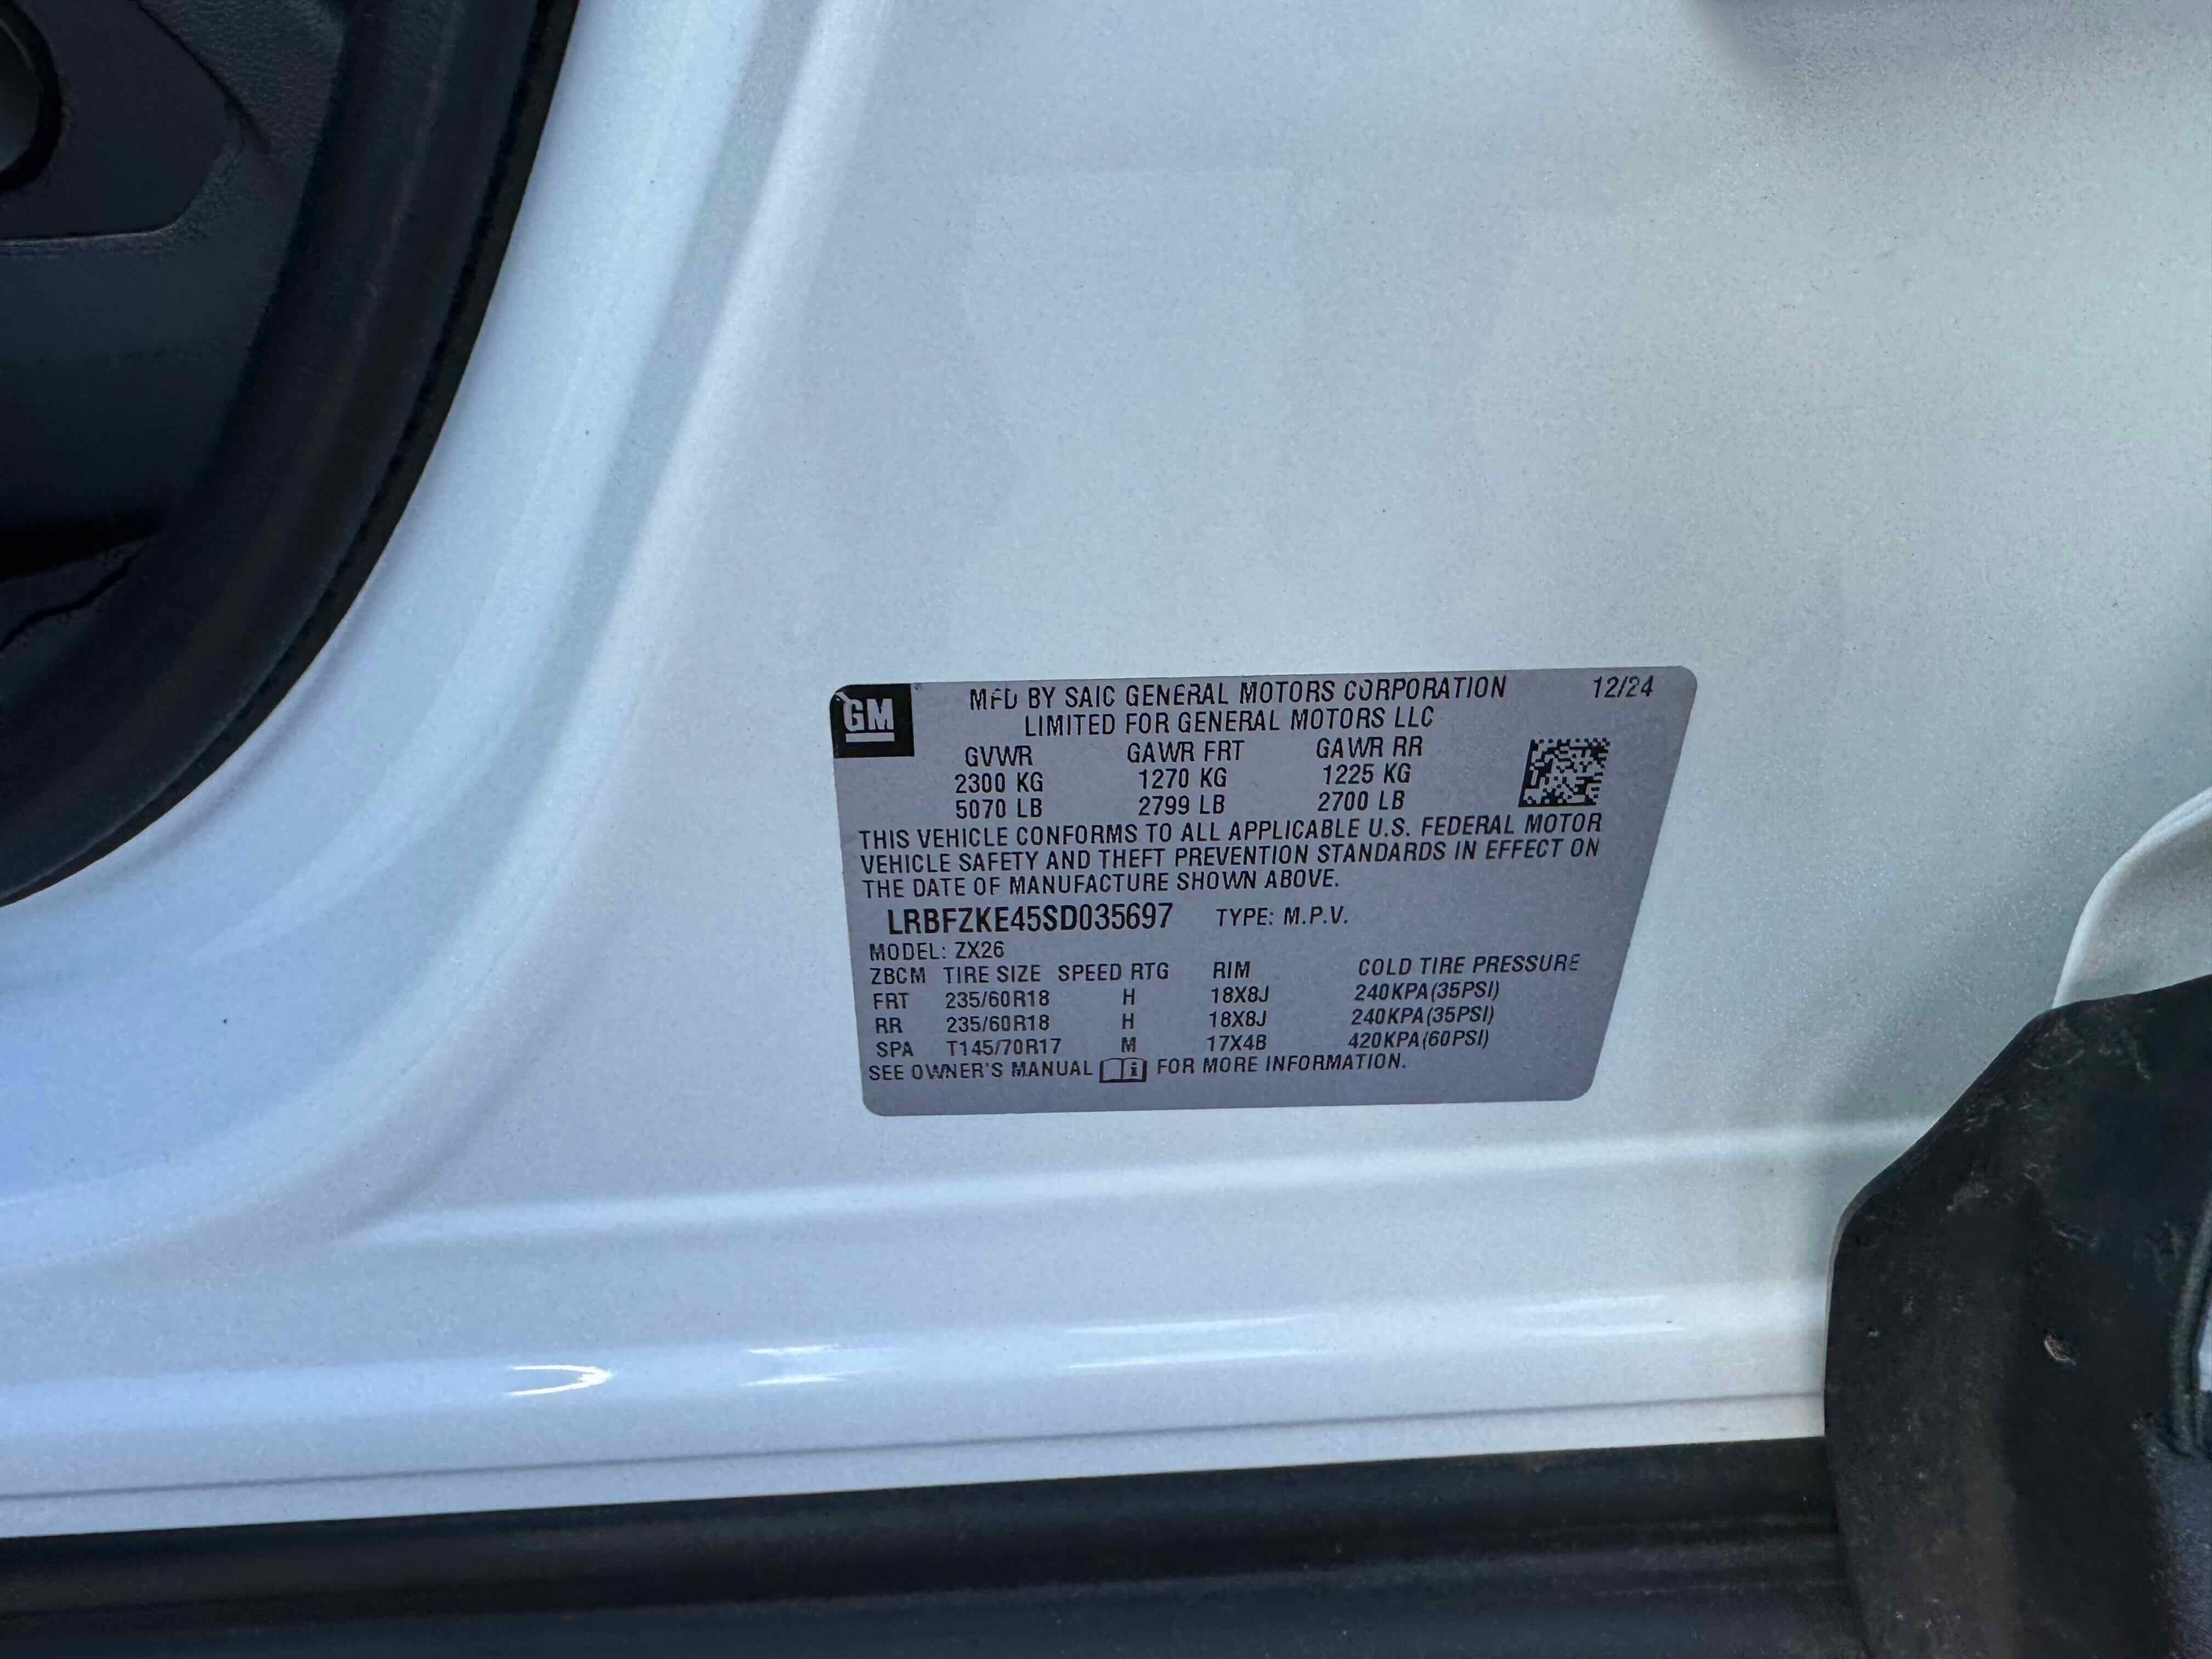 GM
MFD BY SAIC GENERAL MOTORS CORPORATION 12/24
LIMITED FOR GENERAL MOTORS LLC
GVWR GAWR FRT GAWR RR
2300 KG 1270 KG 1225 KG
5070 LB 2799 LB 2700 LB
THIS VEHICLE CONFORMS TO ALL APPLICABLE U.S. FEDERAL MOTOR
VEHICLE SAFETY AND THEFT PREVENTION STANDARDS IN EFFECT ON
THE DATE OF MANUFACTURE SHOWN ABOVE.
LRBFZKE45SD035697 TYPE: M.P.V.
MODEL: ZX26
ZBCM TIRE SIZE SPEED RTG RIM COLD TIRE PRESSURE
FRT 235/60R18 H 18X8J 240KPA(35PSI)
RR 235/60R18 H 18X8J 240KPA(35PSI)
SPA T145/70R17 M 17X4B 420KPA(60PSI)
SEE OWNER'S MANUAL i FOR MORE INFORMATION.